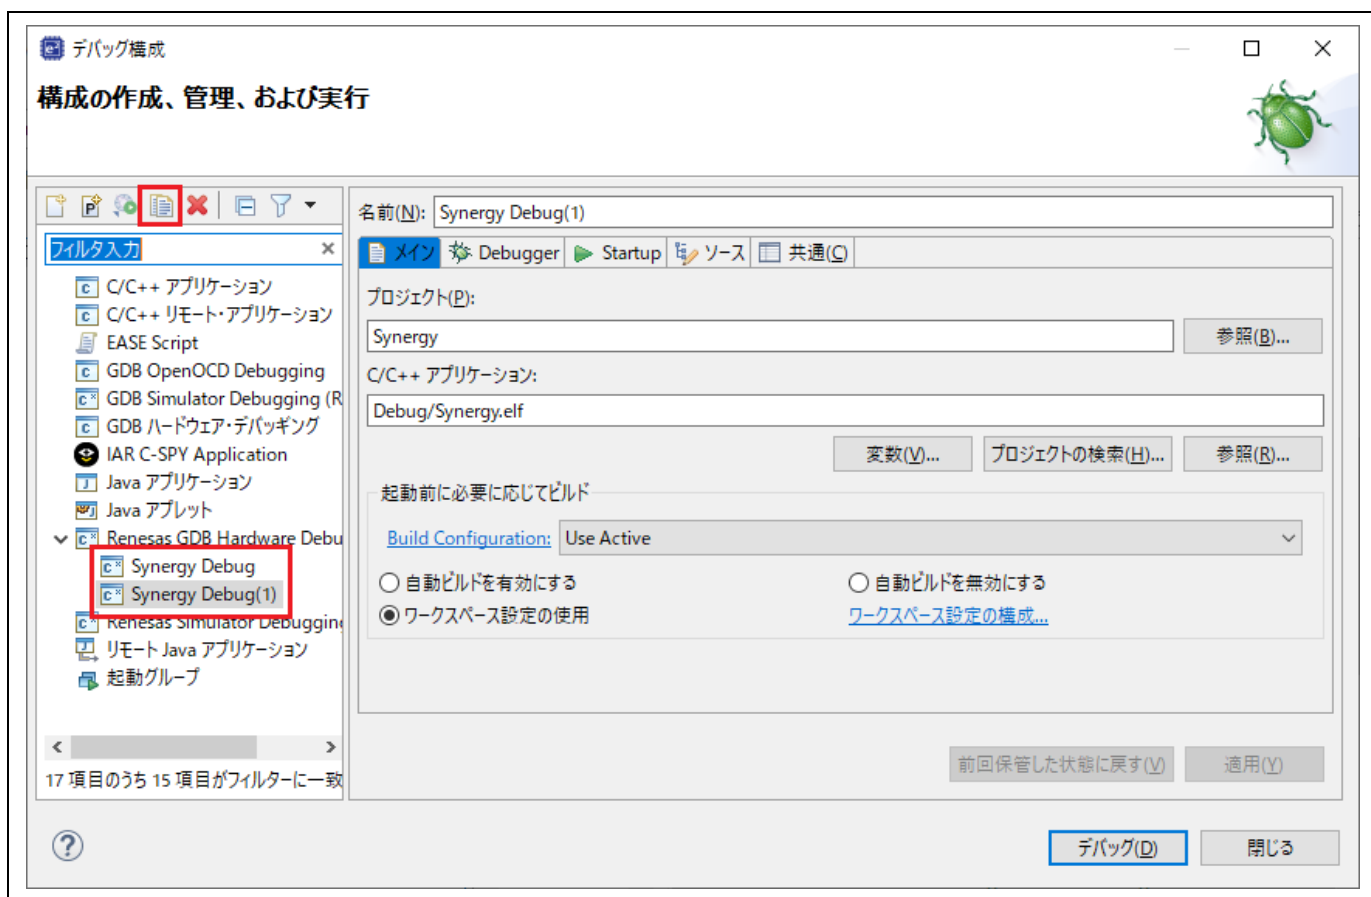 デバッグ構成
構成の作成、管理、および実行
フィルタ入力
C/C++ アプリケーション
C/C++ リモート・アプリケーション
EASE Script
GDB OpenOCD Debugging
GDB Simulator Debugging (R
GDB ハードウェア・デバッギング
IAR C-SPY Application
Java アプリケーション
Java アプレット
Renesas GDB Hardware Debu
Synergy Debug
Synergy Debug(1)
Renesas Simulator Debugging
リモート Java アプリケーション
起動グループ
17 項目のうち 15 項目がフィルターに一致
名前(N): Synergy Debug(1)
メイン Debugger Startup ソース 共通(C)
プロジェクト(P):
Synergy 参照(B)...
C/C++ アプリケーション:
Debug/Synergy.elf
変数(V)... プロジェクトの検索(H)... 参照(R)...
起動前に必要に応じてビルド
Build Configuration: Use Active
自動ビルドを有効にする 自動ビルドを無効にする
ワークスペース設定の使用 ワークスペース設定の構成...
前回保管した状態に戻す(V) 適用(Y)
デバッグ(D) 閉じる